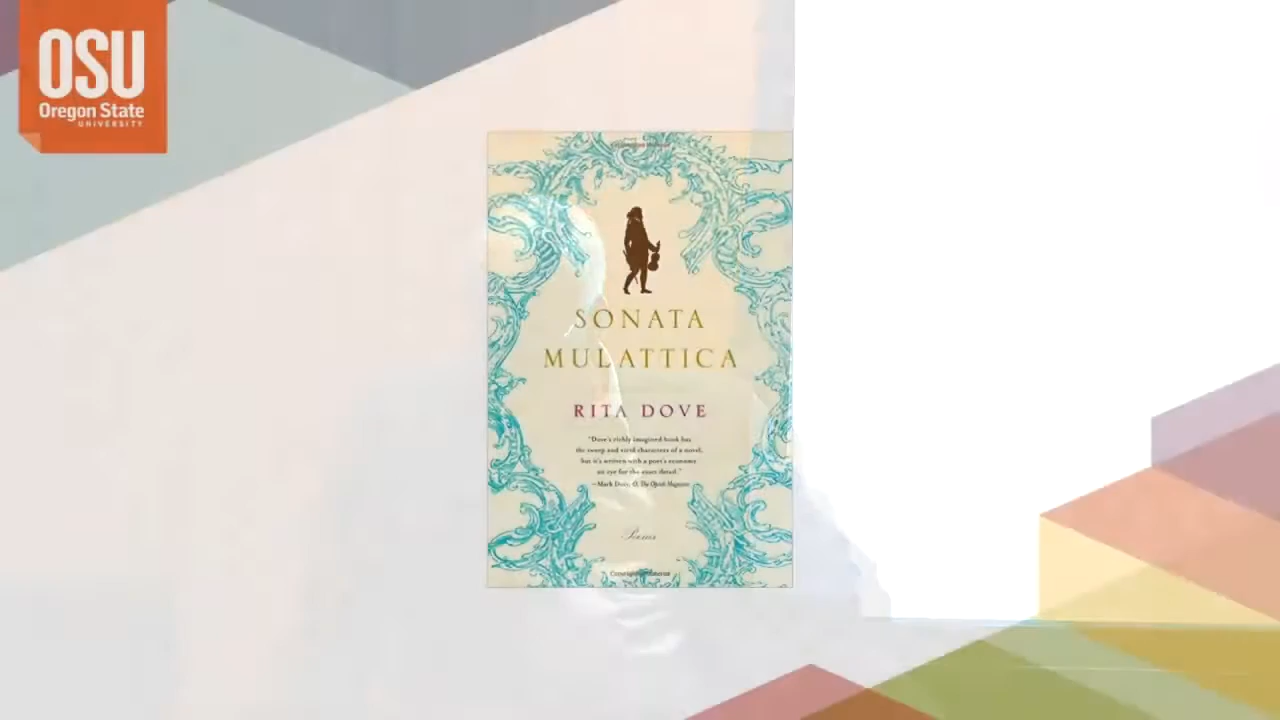 OSU
Oregon State
UNIVERSITY
SONATA
MULATTICA
RITA DOVE
"Dove's richly imagined book has
the sweep and vivid characters of a novel,
but it's written with a poet's economy
an eye for the exact detail."
—Mark Doty, O, The Oprah Magazine
Poems
Copyrighted Material